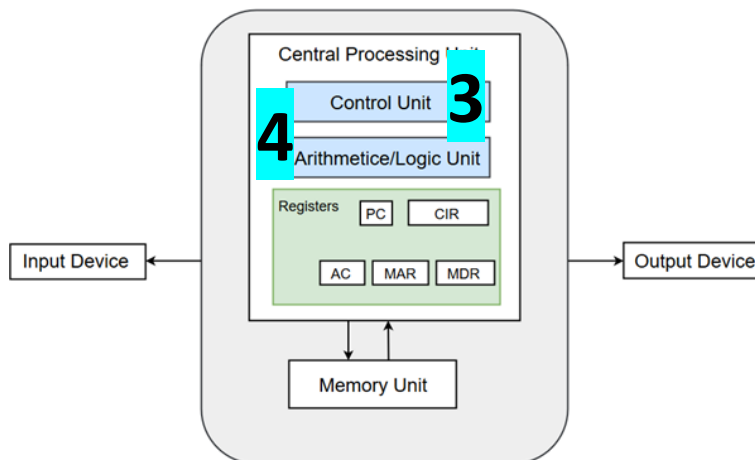 Central Processing Unit
Control Unit
3
4
Arithmetice/Logic Unit
Registers
PC
CIR
Input Device
Output Device
AC
MAR
MDR
Memory Unit